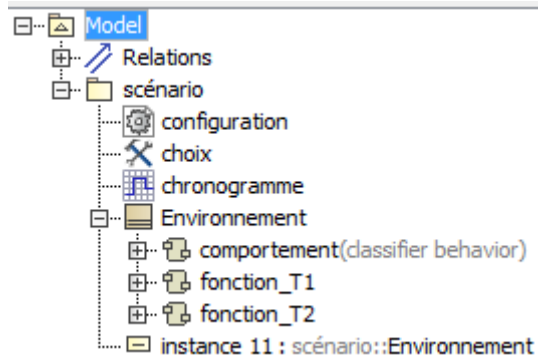 Model
Relations
scénario
configuration
choix
chronogramme
Environnement
comportement(classifier behavior)
fonction_T1
fonction_T2
instance 11 : scénario::Environnement